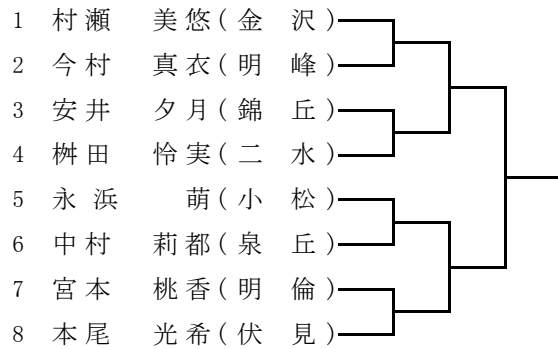 1 村瀬 美悠(金 沢)
2 今村 真衣(明 峰)
3 安井 夕月(錦 丘)
4 桝田 怜実(二 水)
5 永浜 萌(小 松)
6 中村 莉都(泉 丘)
7 宮本 桃香(明 倫)
8 本尾 光希(伏 見)